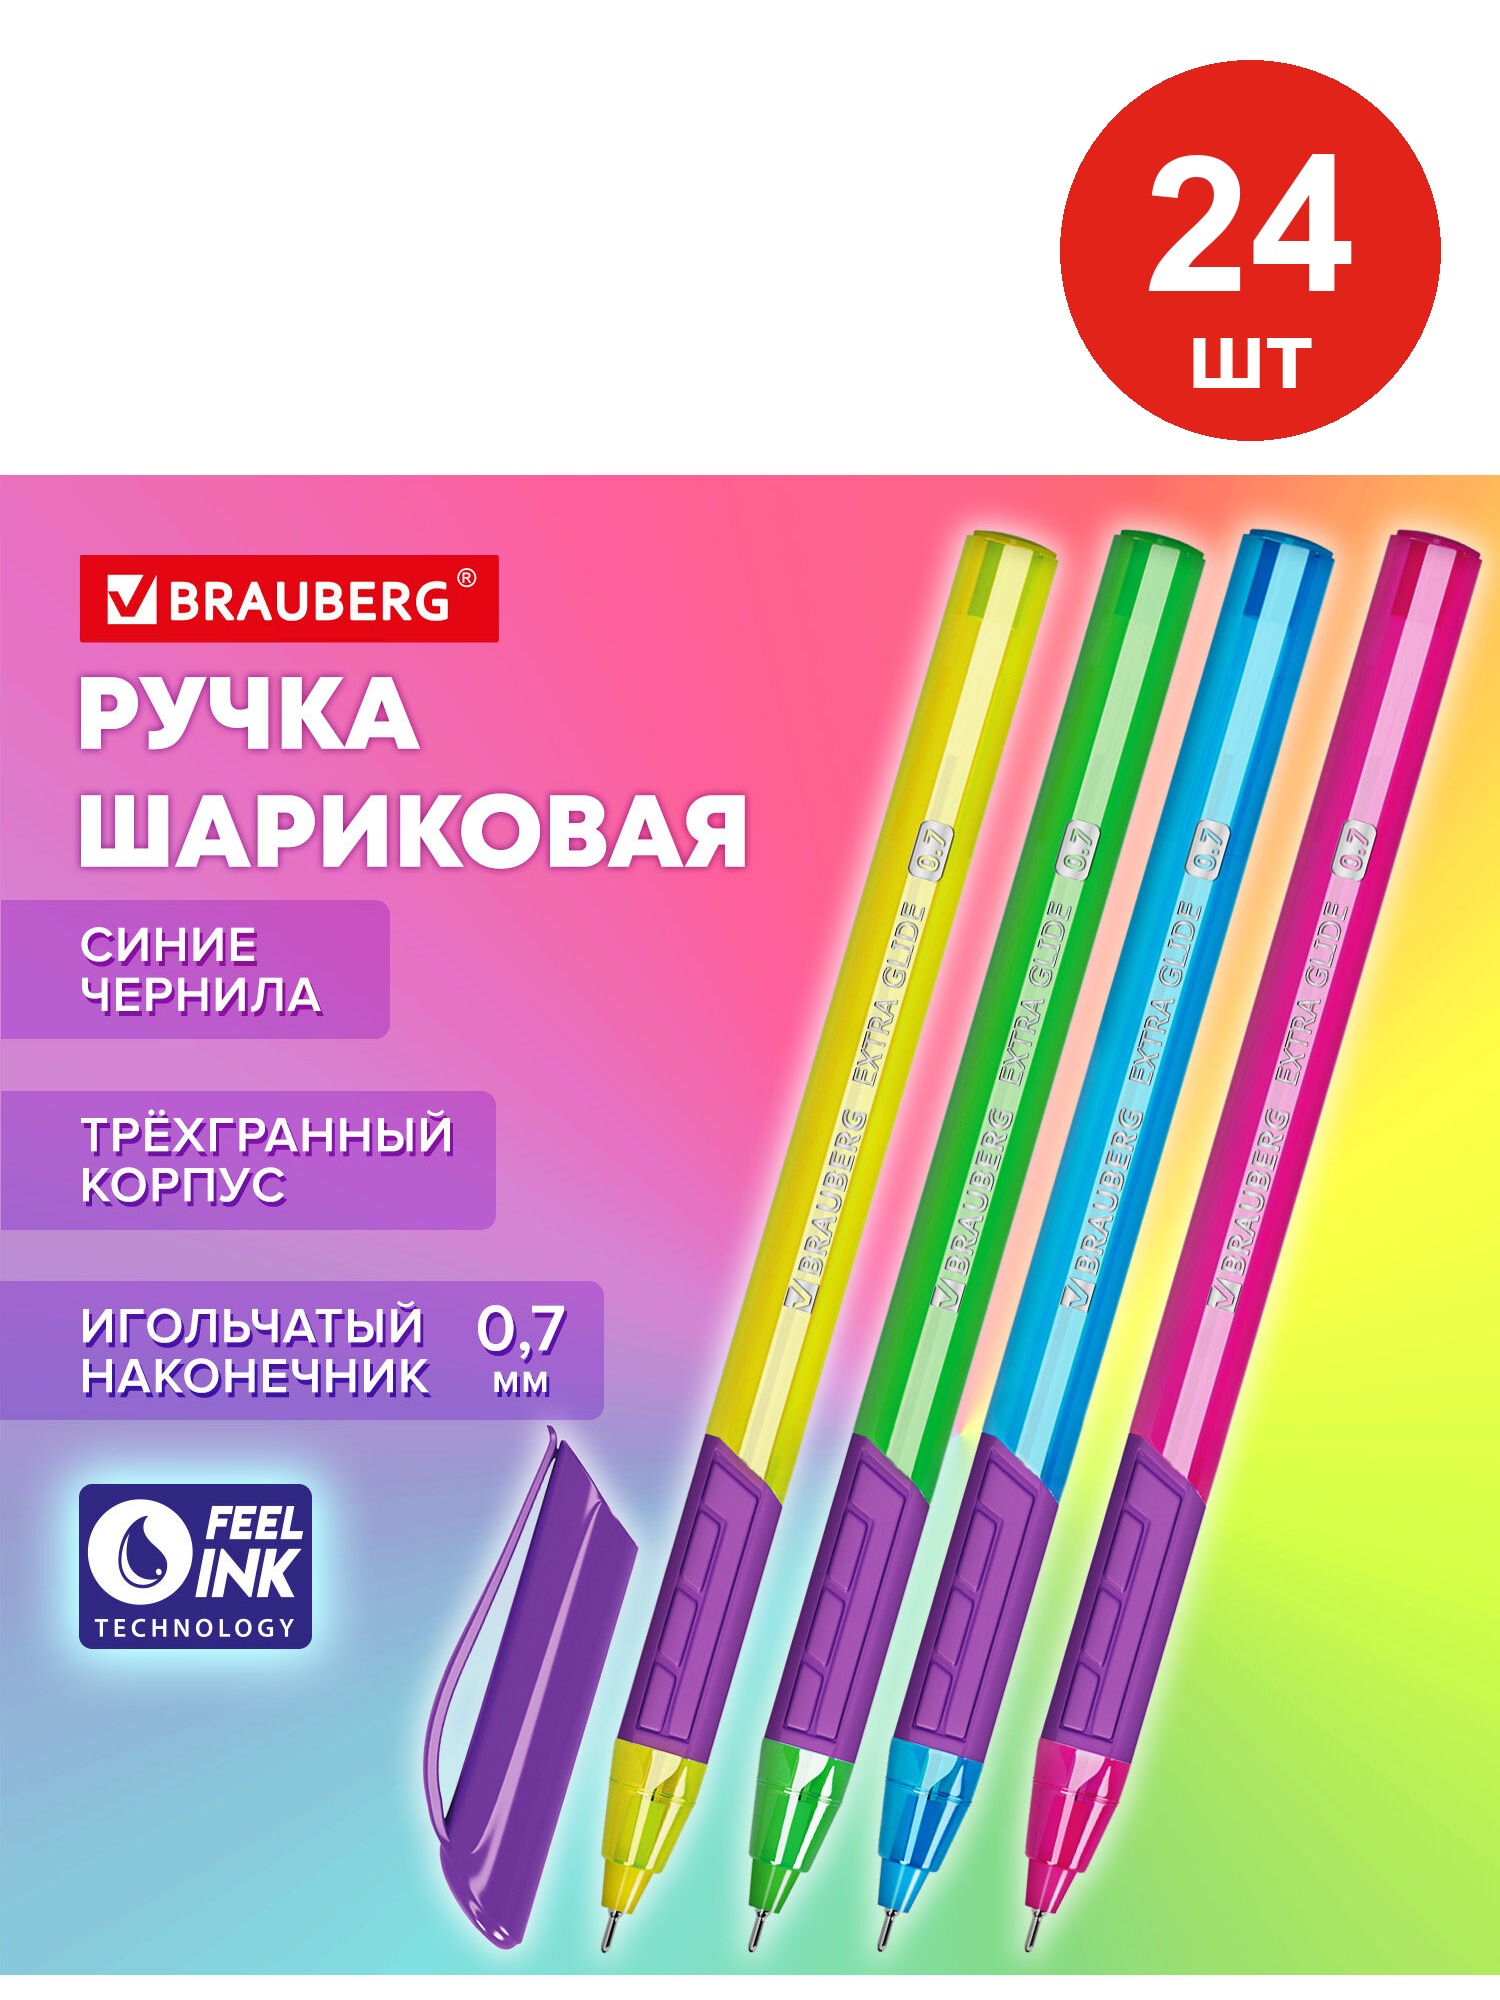 24
шт
BRAUBERG®
РУЧКА
ШАРИКОВАЯ
СИНИЕ
ЧЕРНИЛА
ТРЁХГРАННЫЙ
КОРПУС
ИГОЛЬЧАТЫЙ
НАКОНЕЧНИК
0,7
мм
FEEL
INK
TECHNOLOGY
BRAUBERG EXTRA GLIDE 0.7
BRAUBERG EXTRA GLIDE 0.7
BRAUBERG EXTRA GLIDE 0.7
BRAUBERG EXTRA GLIDE 0.7